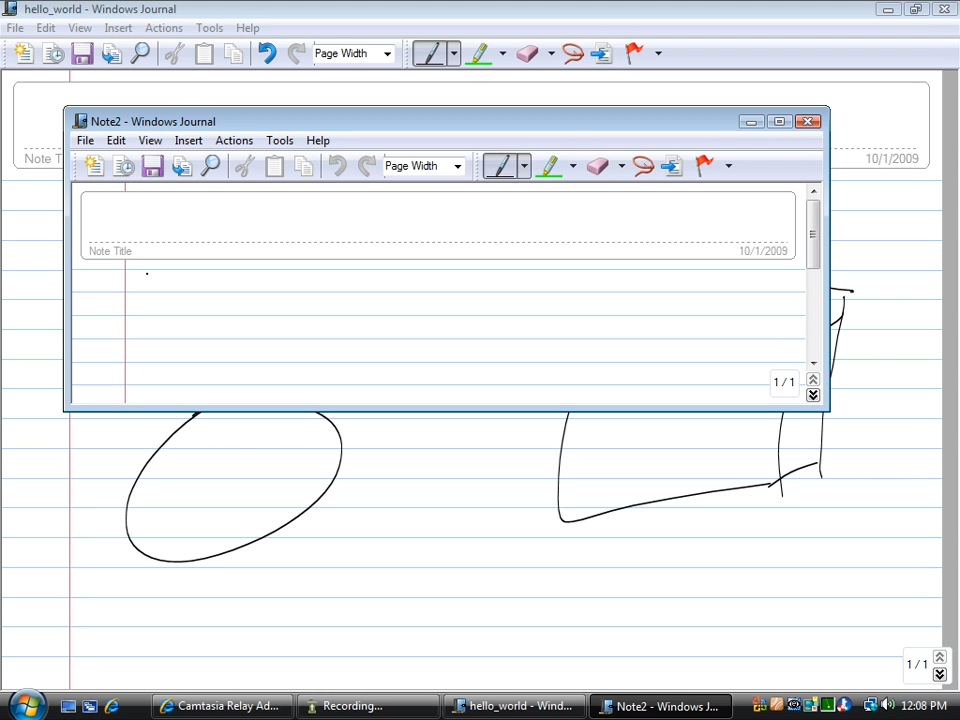 hello_world - Windows Journal
File Edit View Insert Actions Tools Help
Page Width
Note T
10/1/2009
Note2 - Windows Journal
File Edit View Insert Actions Tools Help
Page Width
Note Title
10/1/2009
1 / 1
1 / 1
Camtasia Relay Ad...
Recording...
hello_world - Wind...
Note2 - Windows J...
12:08 PM